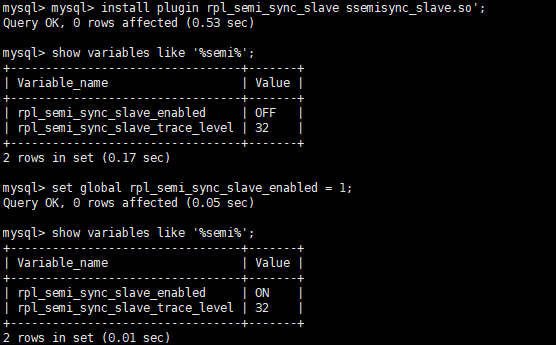 mysql> mysql> install plugin rpl_semi_sync_slave ssemisync_slave.so';
Query OK, 0 rows affected (0.53 sec)
mysql> show variables like '%semi%';
+---------------------------------+-------+
| Variable_name                   | Value |
+---------------------------------+-------+
| rpl_semi_sync_slave_enabled     | OFF   |
| rpl_semi_sync_slave_trace_level | 32    |
+---------------------------------+-------+
2 rows in set (0.17 sec)
mysql> set global rpl_semi_sync_slave_enabled = 1;
Query OK, 0 rows affected (0.05 sec)
mysql> show variables like '%semi%';
+---------------------------------+-------+
| Variable_name                   | Value |
+---------------------------------+-------+
| rpl_semi_sync_slave_enabled     | ON    |
| rpl_semi_sync_slave_trace_level | 32    |
+---------------------------------+-------+
2 rows in set (0.01 sec)